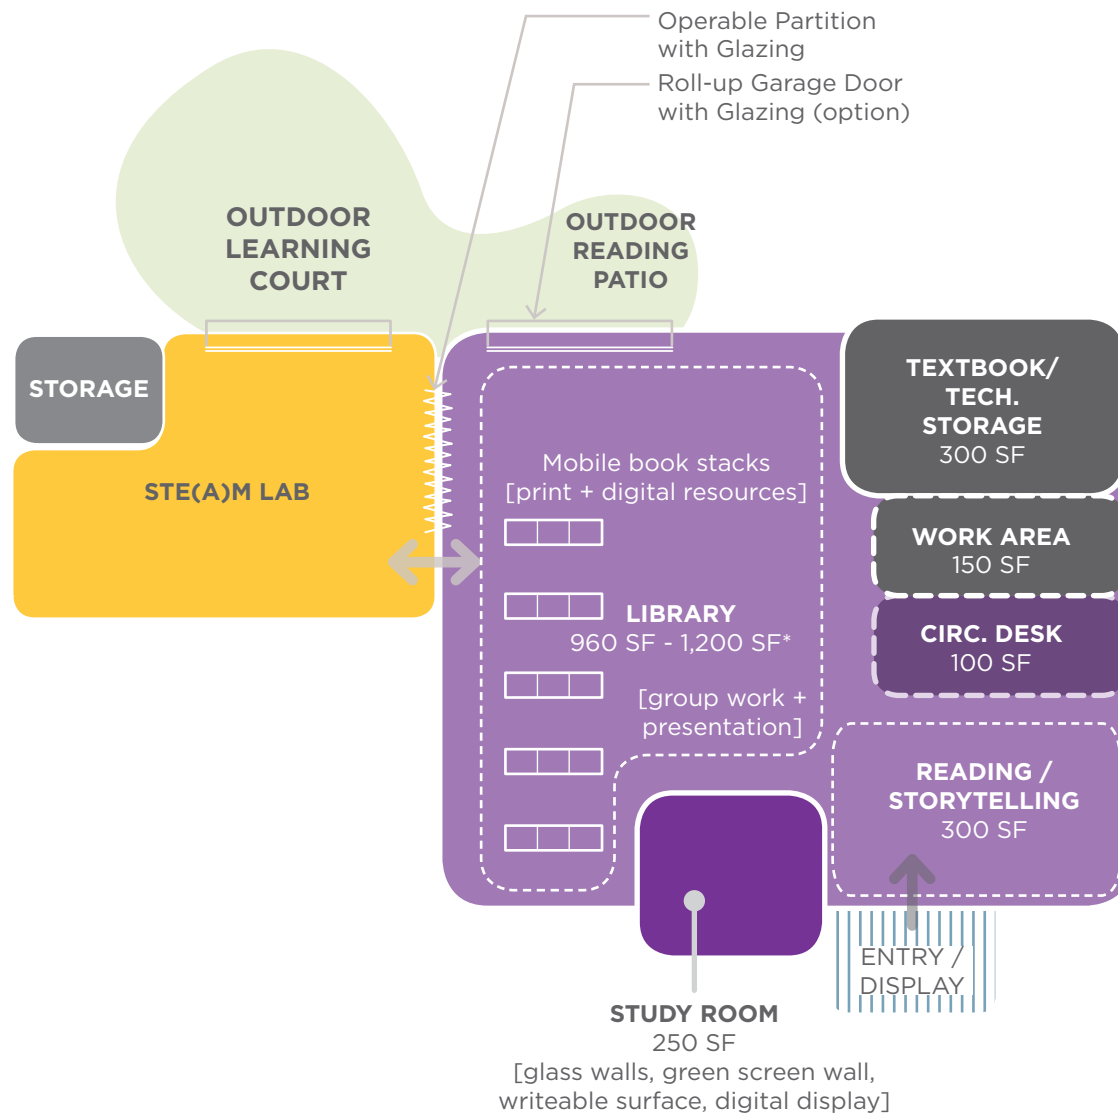 Operable Partition
with Glazing
Roll-up Garage Door
with Glazing (option)
OUTDOOR
LEARNING
COURT
OUTDOOR
READING
PATIO
STORAGE
STE(A)M LAB
TEXTBOOK/
TECH.
STORAGE
300 SF
Mobile book stacks
[print + digital resources]
WORK AREA
150 SF
LIBRARY
960 SF - 1,200 SF*
CIRC. DESK
100 SF
[group work +
presentation]
READING /
STORYTELLING
300 SF
ENTRY /
DISPLAY
STUDY ROOM
250 SF
[glass walls, green screen wall,
writeable surface, digital display]